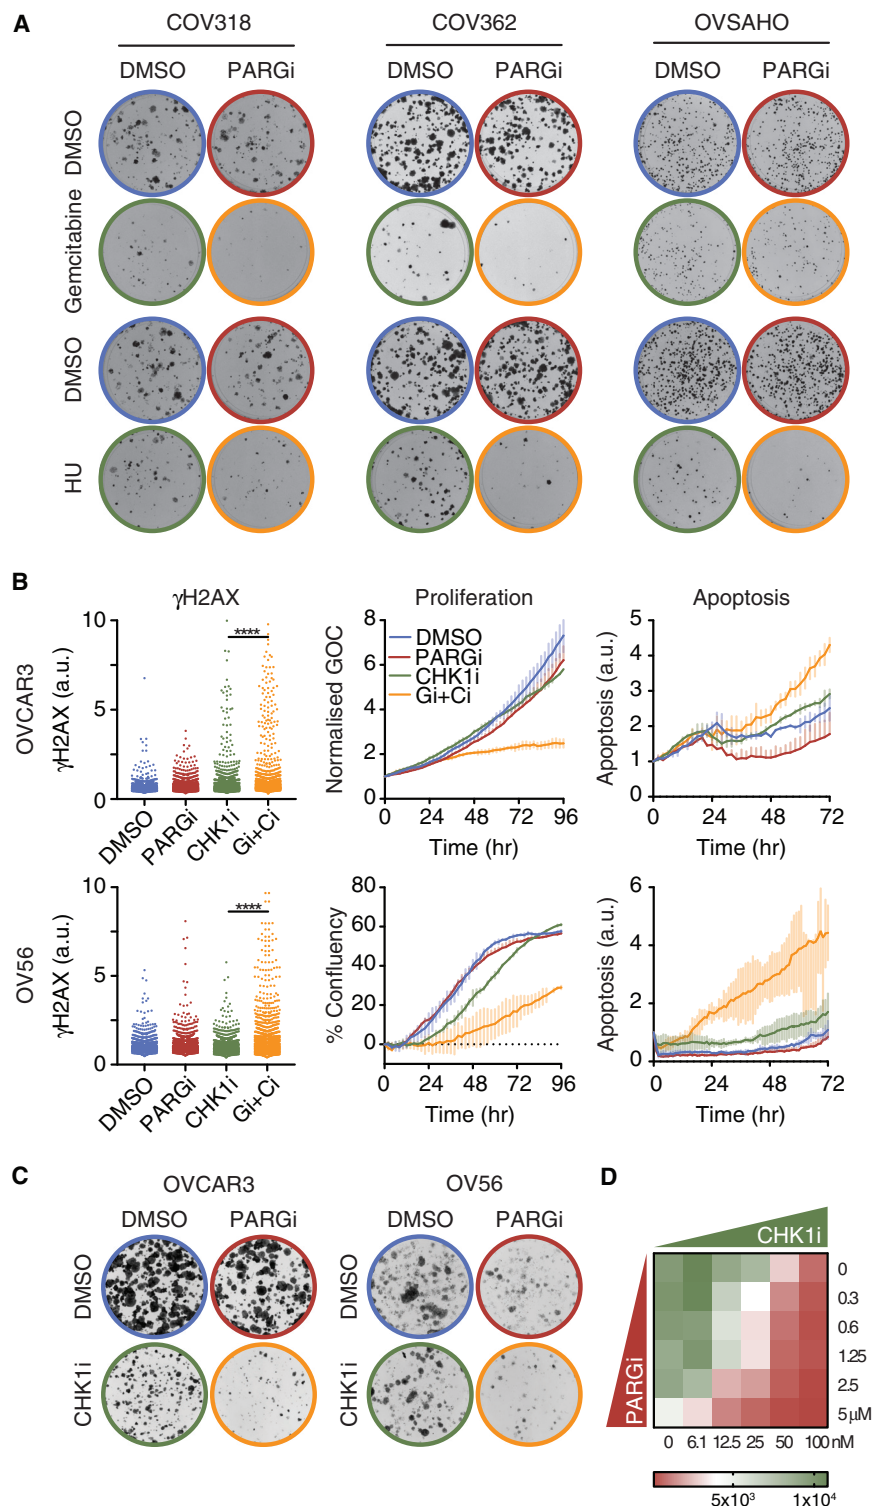 A
COV318 COV362 OVSAHO
DMSO PARGi DMSO PARGi DMSO PARGi
DMSO
Gemcitabine
DMSO
HU
B
γH2AX Proliferation Apoptosis
OVCAR3
γH2AX (a.u.)
10
5
0
DMSO PARGi CHK1i Gi+Ci
****
Normalised GOC
8
6
4
2
0
DMSO
PARGi
CHK1i
Gi+Ci
0 24 48 72 96
Time (hr)
Apoptosis (a.u.)
5
4
3
2
1
0
0 24 48 72
Time (hr)
OV56
γH2AX (a.u.)
10
5
0
****
DMSO PARGi CHK1i Gi+Ci
% Confluency
80
60
40
20
0
0 24 48 72 96
Time (hr)
Apoptosis (a.u.)
6
4
2
0
0 24 48 72
Time (hr)
C
OVCAR3 OV56
DMSO PARGi DMSO PARGi
DMSO DMSO
CHK1i CHK1i
D
CHK1i
PARGi
0
0.3
0.6
1.25
2.5
5 µM
0 6.1 12.5 25 50 100 nM
5x10³ 1x10⁴